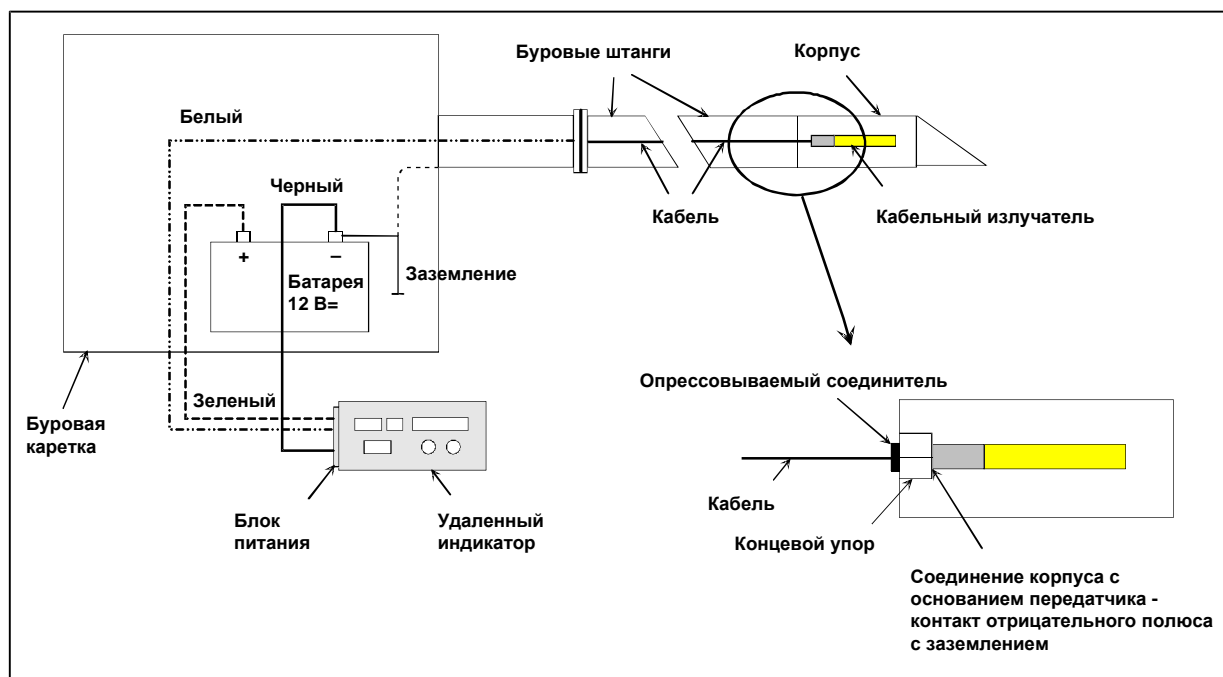 Буровые штанги
Корпус
Белый
Черный
Кабель
Кабельный излучатель
+
–
Заземление
Батарея
12 В=
Опрессовываемый соединитель
Зеленый
Буровая
каретка
Кабель
Блок
питания
Удаленный
индикатор
Концевой упор
Соединение корпуса с
основанием передатчика -
контакт отрицательного полюса
с заземлением